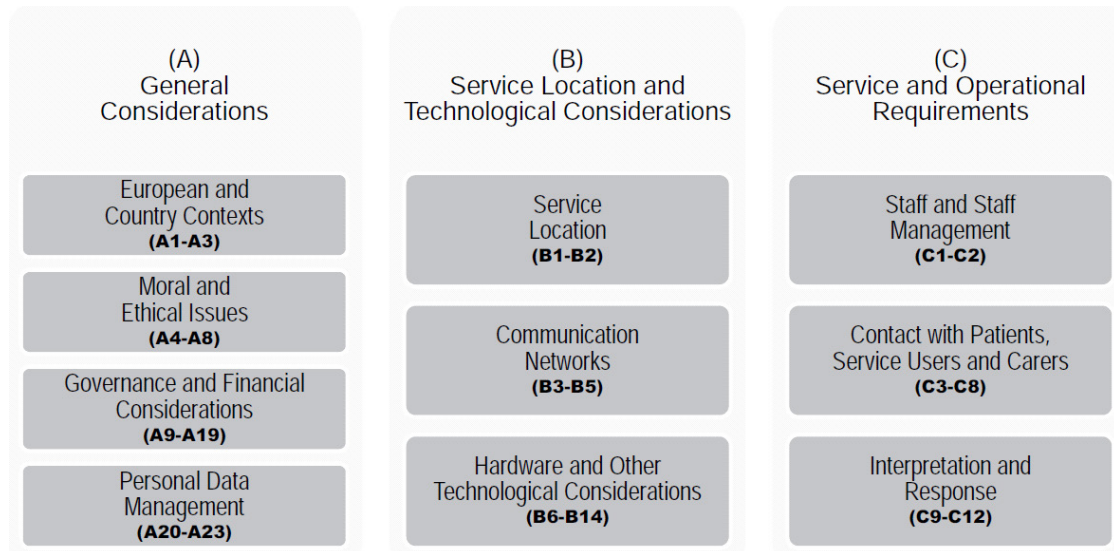 (A)
General
Considerations
European and
Country Contexts
(A1-A3)
Moral and
Ethical Issues
(A4-A8)
Governance and Financial
Considerations
(A9-A19)
Personal Data
Management
(A20-A23)
(B)
Service Location and
Technological Considerations
Service
Location
(B1-B2)
Communication
Networks
(B3-B5)
Hardware and Other
Technological Considerations
(B6-B14)
(C)
Service and Operational
Requirements
Staff and Staff
Management
(C1-C2)
Contact with Patients,
Service Users and Carers
(C3-C8)
Interpretation and
Response
(C9-C12)